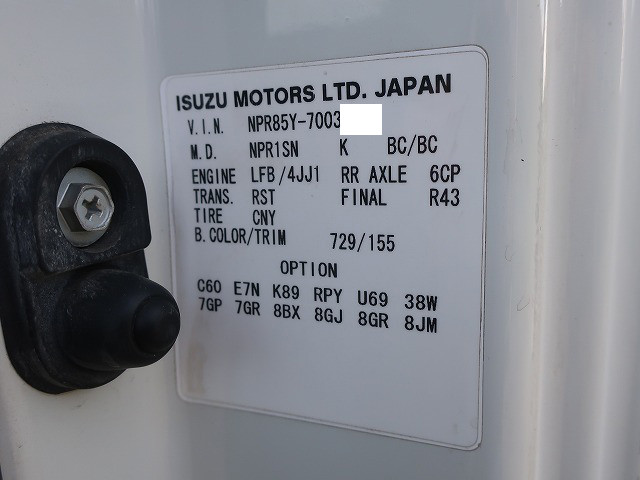 ISUZU MOTORS LTD. JAPAN
V.I.N. NPR85Y-7003
M.D. NPR1SN K BC/BC
ENGINE LFB/4JJ1 RR AXLE 6CP
TRANS. RST FINAL R43
TIRE CNY
B.COLOR/TRIM 729/155
OPTION
C60 E7N K89 RPY U69 38W
7GP 7GR 8BX 8GJ 8GR 8JM